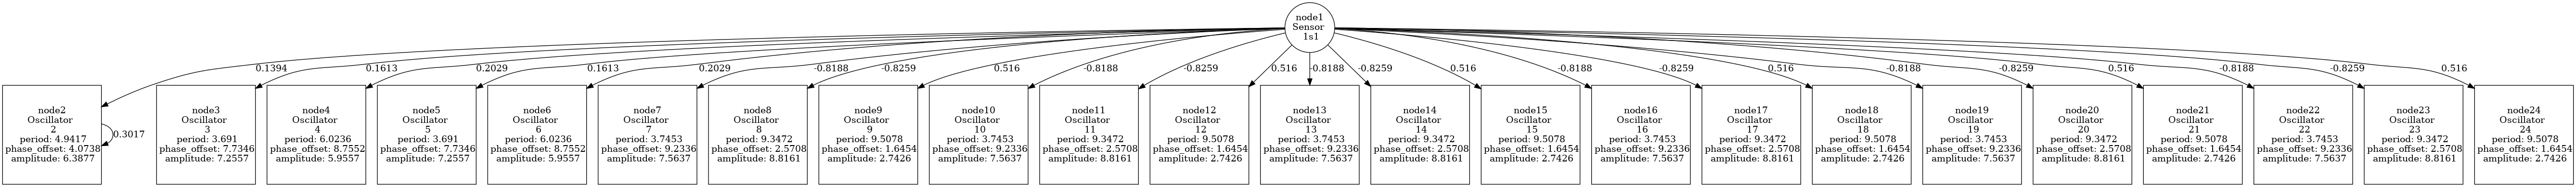 node1
Sensor
1s1
0.1394
0.1613
0.2029
0.1613
0.2029
-0.8188
-0.8259
0.516
-0.8188
-0.8259
0.516
-0.8188
-0.8259
0.516
-0.8188
-0.8259
0.516
-0.8188
-0.8259
0.516
-0.8188
-0.8259
0.516
node2
Oscillator
2
period: 4.9417
phase_offset: 4.0738
amplitude: 6.3877
0.3017
node3
Oscillator
3
period: 3.691
phase_offset: 7.7346
amplitude: 7.2557
node4
Oscillator
4
period: 6.0236
phase_offset: 8.7552
amplitude: 5.9557
node5
Oscillator
5
period: 3.691
phase_offset: 7.7346
amplitude: 7.2557
node6
Oscillator
6
period: 6.0236
phase_offset: 8.7552
amplitude: 5.9557
node7
Oscillator
7
period: 3.7453
phase_offset: 9.2336
amplitude: 7.5637
node8
Oscillator
8
period: 9.3472
phase_offset: 2.5708
amplitude: 8.8161
node9
Oscillator
9
period: 9.5078
phase_offset: 1.6454
amplitude: 2.7426
node10
Oscillator
10
period: 3.7453
phase_offset: 9.2336
amplitude: 7.5637
node11
Oscillator
11
period: 9.3472
phase_offset: 2.5708
amplitude: 8.8161
node12
Oscillator
12
period: 9.5078
phase_offset: 1.6454
amplitude: 2.7426
node13
Oscillator
13
period: 3.7453
phase_offset: 9.2336
amplitude: 7.5637
node14
Oscillator
14
period: 9.3472
phase_offset: 2.5708
amplitude: 8.8161
node15
Oscillator
15
period: 9.5078
phase_offset: 1.6454
amplitude: 2.7426
node16
Oscillator
16
period: 3.7453
phase_offset: 9.2336
amplitude: 7.5637
node17
Oscillator
17
period: 9.3472
phase_offset: 2.5708
amplitude: 8.8161
node18
Oscillator
18
period: 9.5078
phase_offset: 1.6454
amplitude: 2.7426
node19
Oscillator
19
period: 3.7453
phase_offset: 9.2336
amplitude: 7.5637
node20
Oscillator
20
period: 9.3472
phase_offset: 2.5708
amplitude: 8.8161
node21
Oscillator
21
period: 9.5078
phase_offset: 1.6454
amplitude: 2.7426
node22
Oscillator
22
period: 3.7453
phase_offset: 9.2336
amplitude: 7.5637
node23
Oscillator
23
period: 9.3472
phase_offset: 2.5708
amplitude: 8.8161
node24
Oscillator
24
period: 9.5078
phase_offset: 1.6454
amplitude: 2.7426